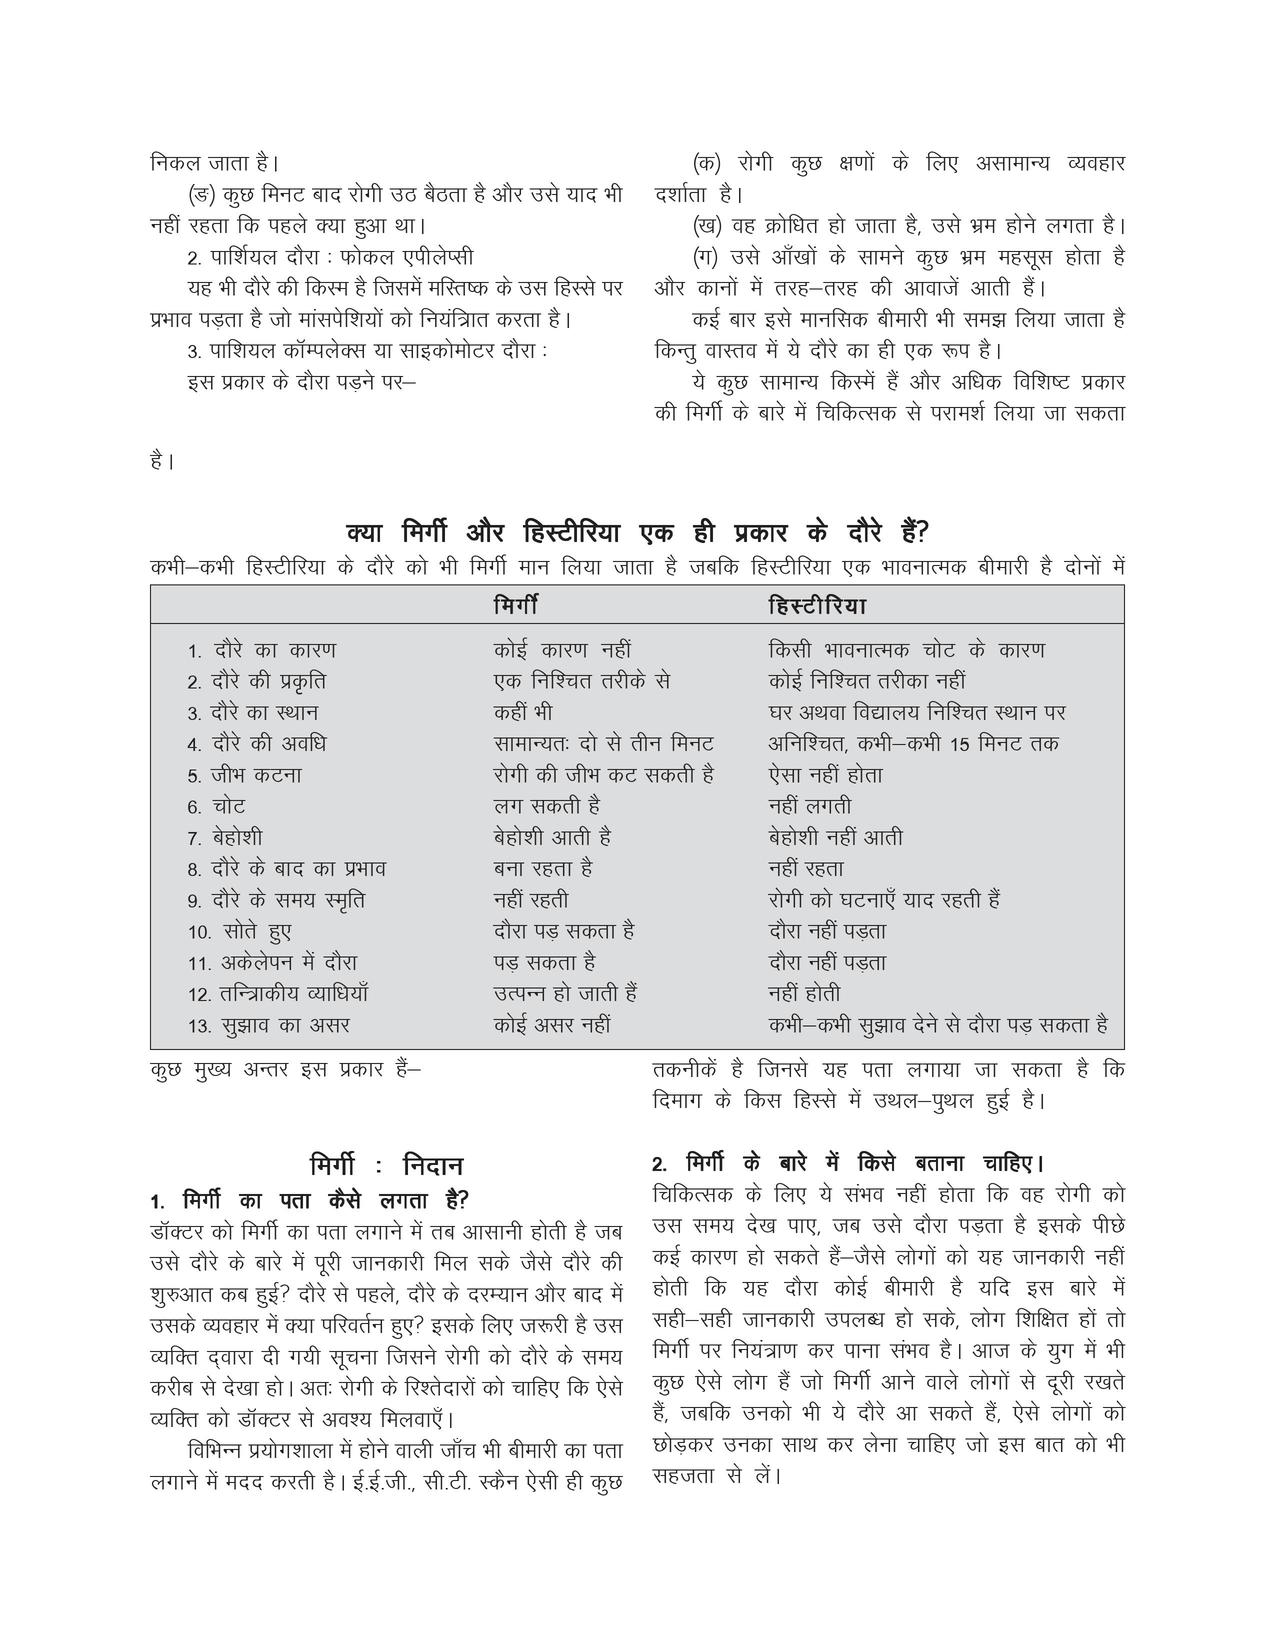 निकल जाता है।
(ङ) कुछ मिनट बाद रोगी उठ बैठता है और उसे याद भी
नहीं रहता कि पहले क्या हुआ था।
2. पार्शियल दौरा : फोकल एपीलेप्सी
यह भी दौरे की किस्म है जिसमें मस्तिष्क के उस हिस्से पर
प्रभाव पड़ता है जो मांसपेशियों को नियंत्रिात करता है।
3. पाशियल कॉम्पलेक्स या साइकोमोटर दौरा :
इस प्रकार के दौरा पड़ने पर–
(क) रोगी कुछ क्षणों के लिए असामान्य व्यवहार
दर्शाता है।
(ख) वह क्रोधित हो जाता है, उसे भ्रम होने लगता है।
(ग) उसे आँखों के सामने कुछ भ्रम महसूस होता है
और कानों में तरह–तरह की आवाजें आती हैं।
कई बार इसे मानसिक बीमारी भी समझ लिया जाता है
किन्तु वास्तव में ये दौरे का ही एक रूप है।
ये कुछ सामान्य किस्में हैं और अधिक विशिष्ट प्रकार
की मिर्गी के बारे में चिकित्सक से परामर्श लिया जा सकता
है।
क्या मिर्गी और हिस्टीरिया एक ही प्रकार के दौरे हैं?
कभी–कभी हिस्टीरिया के दौरे को भी मिर्गी मान लिया जाता है जबकि हिस्टीरिया एक भावनात्मक बीमारी है दोनों में
मिर्गी हिस्टीरिया
1. दौरे का कारण कोई कारण नहीं किसी भावनात्मक चोट के कारण
2. दौरे की प्रकृति एक निश्चित तरीके से कोई निश्चित तरीका नहीं
3. दौरे का स्थान कहीं भी घर अथवा विद्यालय निश्चित स्थान पर
4. दौरे की अवधि सामान्यतः दो से तीन मिनट अनिश्चित, कभी–कभी 15 मिनट तक
5. जीभ कटना रोगी की जीभ कट सकती है ऐसा नहीं होता
6. चोट लग सकती है नहीं लगती
7. बेहोशी बेहोशी आती है बेहोशी नहीं आती
8. दौरे के बाद का प्रभाव बना रहता है नहीं रहता
9. दौरे के समय स्मृति नहीं रहती रोगी को घटनाएँ याद रहती हैं
10. सोते हुए दौरा पड़ सकता है दौरा नहीं पड़ता
11. अकेलेपन में दौरा पड़ सकता है दौरा नहीं पड़ता
12. तन्त्रिाकीय व्याधियाँ उत्पन्न हो जाती हैं नहीं होती
13. सुझाव का असर कोई असर नहीं कभी–कभी सुझाव देने से दौरा पड़ सकता है
कुछ मुख्य अन्तर इस प्रकार हैं–
मिर्गी : निदान
1. मिर्गी का पता कैसे लगता है?
डॉक्टर को मिर्गी का पता लगाने में तब आसानी होती है जब
उसे दौरे के बारे में पूरी जानकारी मिल सके जैसे दौरे की
शुरुआत कब हुई? दौरे से पहले, दौरे के दरम्यान और बाद में
उसके व्यवहार में क्या परिवर्तन हुए? इसके लिए जरूरी है उस
व्यक्ति द्वारा दी गयी सूचना जिसने रोगी को दौरे के समय
करीब से देखा हो। अतः रोगी के रिश्तेदारों को चाहिए कि ऐसे
व्यक्ति को डॉक्टर से अवश्य मिलवाएँ।
विभिन्न प्रयोगशाला में होने वाली जाँच भी बीमारी का पता
लगाने में मदद करती है। ई.ई.जी., सी.टी. स्कैन ऐसी ही कुछ
तकनीकें है जिनसे यह पता लगाया जा सकता है कि
दिमाग के किस हिस्से में उथल–पुथल हुई है।
2. मिर्गी के बारे में किसे बताना चाहिए।
चिकित्सक के लिए ये संभव नहीं होता कि वह रोगी को
उस समय देख पाए, जब उसे दौरा पड़ता है इसके पीछे
कई कारण हो सकते हैं–जैसे लोगों को यह जानकारी नहीं
होती कि यह दौरा कोई बीमारी है यदि इस बारे में
सही–सही जानकारी उपलब्ध हो सके, लोग शिक्षित हों तो
मिर्गी पर नियंत्राण कर पाना संभव है। आज के युग में भी
कुछ ऐसे लोग हैं जो मिर्गी आने वाले लोगों से दूरी रखते
हैं, जबकि उनको भी ये दौरे आ सकते हैं, ऐसे लोगों को
छोड़कर उनका साथ कर लेना चाहिए जो इस बात को भी
सहजता से लें।